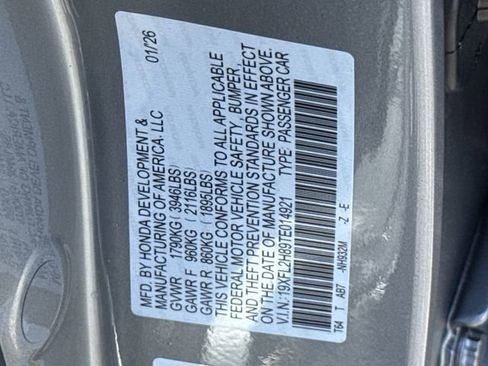 MFD. BY HONDA DEVELOPMENT &
MANUFACTURING OF AMERICA, LLC 01/26
GVWR 1790KG ( 3946LBS)
GAWR F 960KG ( 2116LBS)
GAWR R 860KG ( 1895LBS)
THIS VEHICLE CONFORMS TO ALL APPLICABLE
FEDERAL MOTOR VEHICLE SAFETY, BUMPER,
AND THEFT PREVENTION STANDARDS IN EFFECT
ON THE DATE OF MANUFACTURE SHOWN ABOVE.
V.I.N.: 19XFL2H09TE014921 TYPE: PASSENGER CAR
T64 T AB7 -NH932M -Z -E